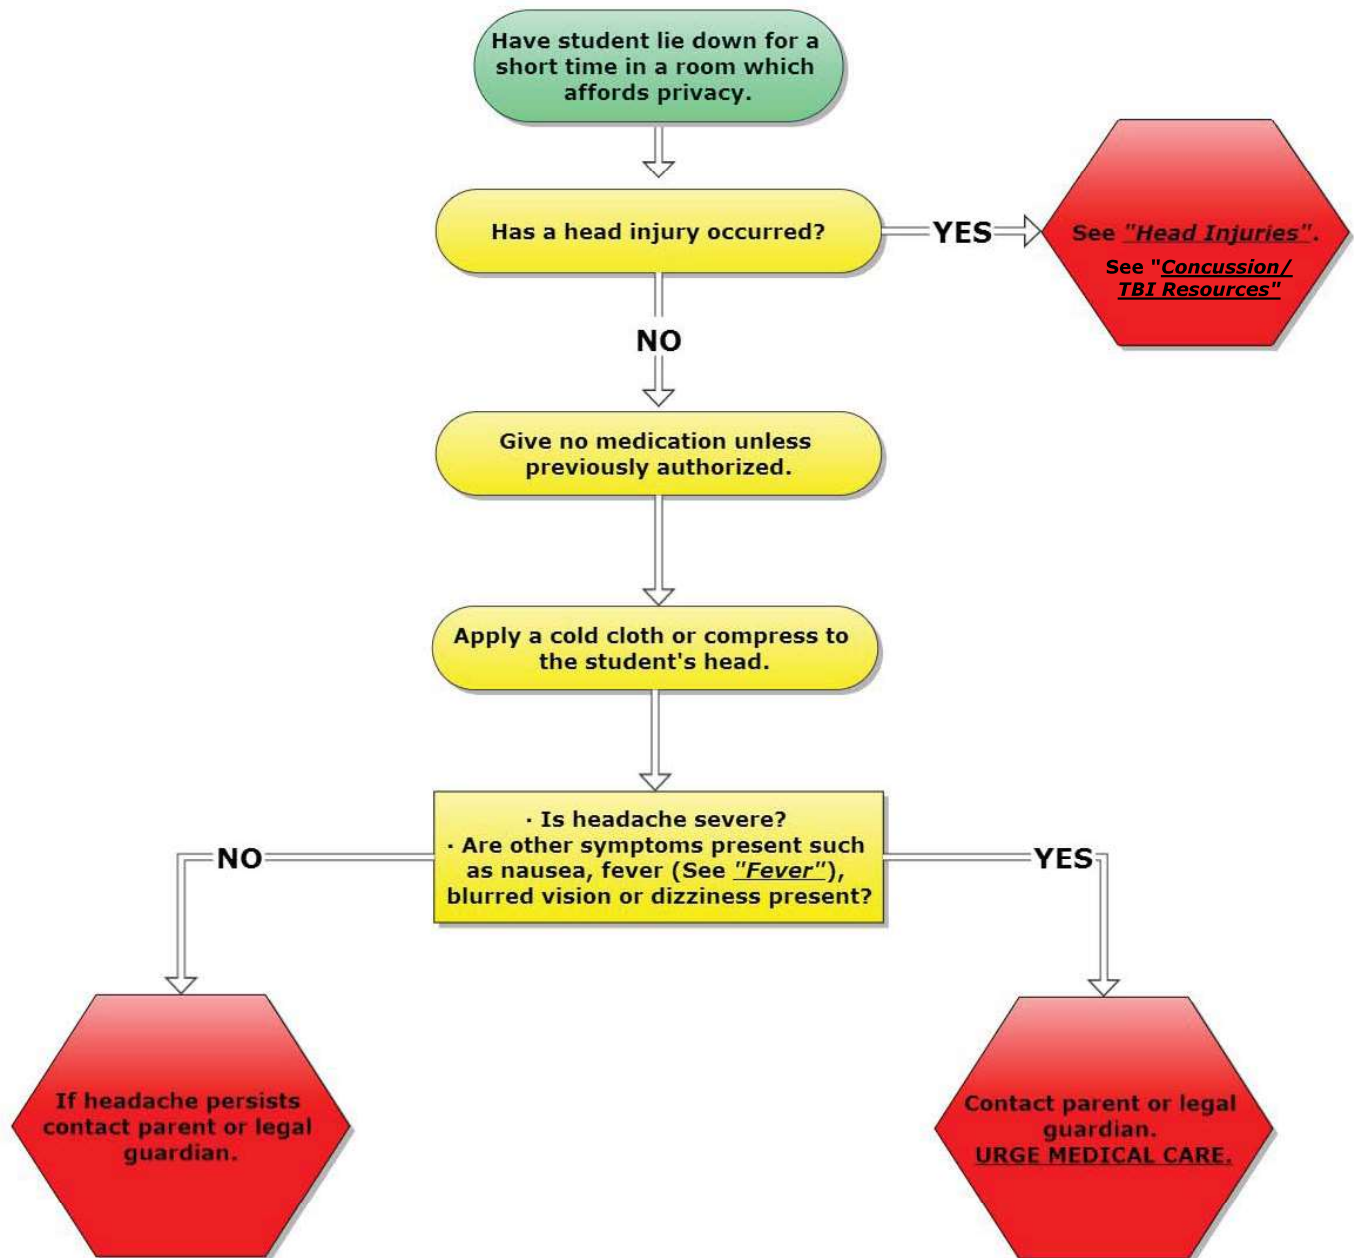 Have student lie down for a
short time in a room which
affords privacy.
Has a head injury occurred?
YES
See "Head Injuries".
See "Concussion/
TBI Resources"
NO
Give no medication unless
previously authorized.
Apply a cold cloth or compress to
the student's head.
· Is headache severe?
· Are other symptoms present such
as nausea, fever (See "Fever"),
blurred vision or dizziness present?
NO
YES
If headache persists
contact parent or legal
guardian.
Contact parent or legal
guardian.
URGE MEDICAL CARE.